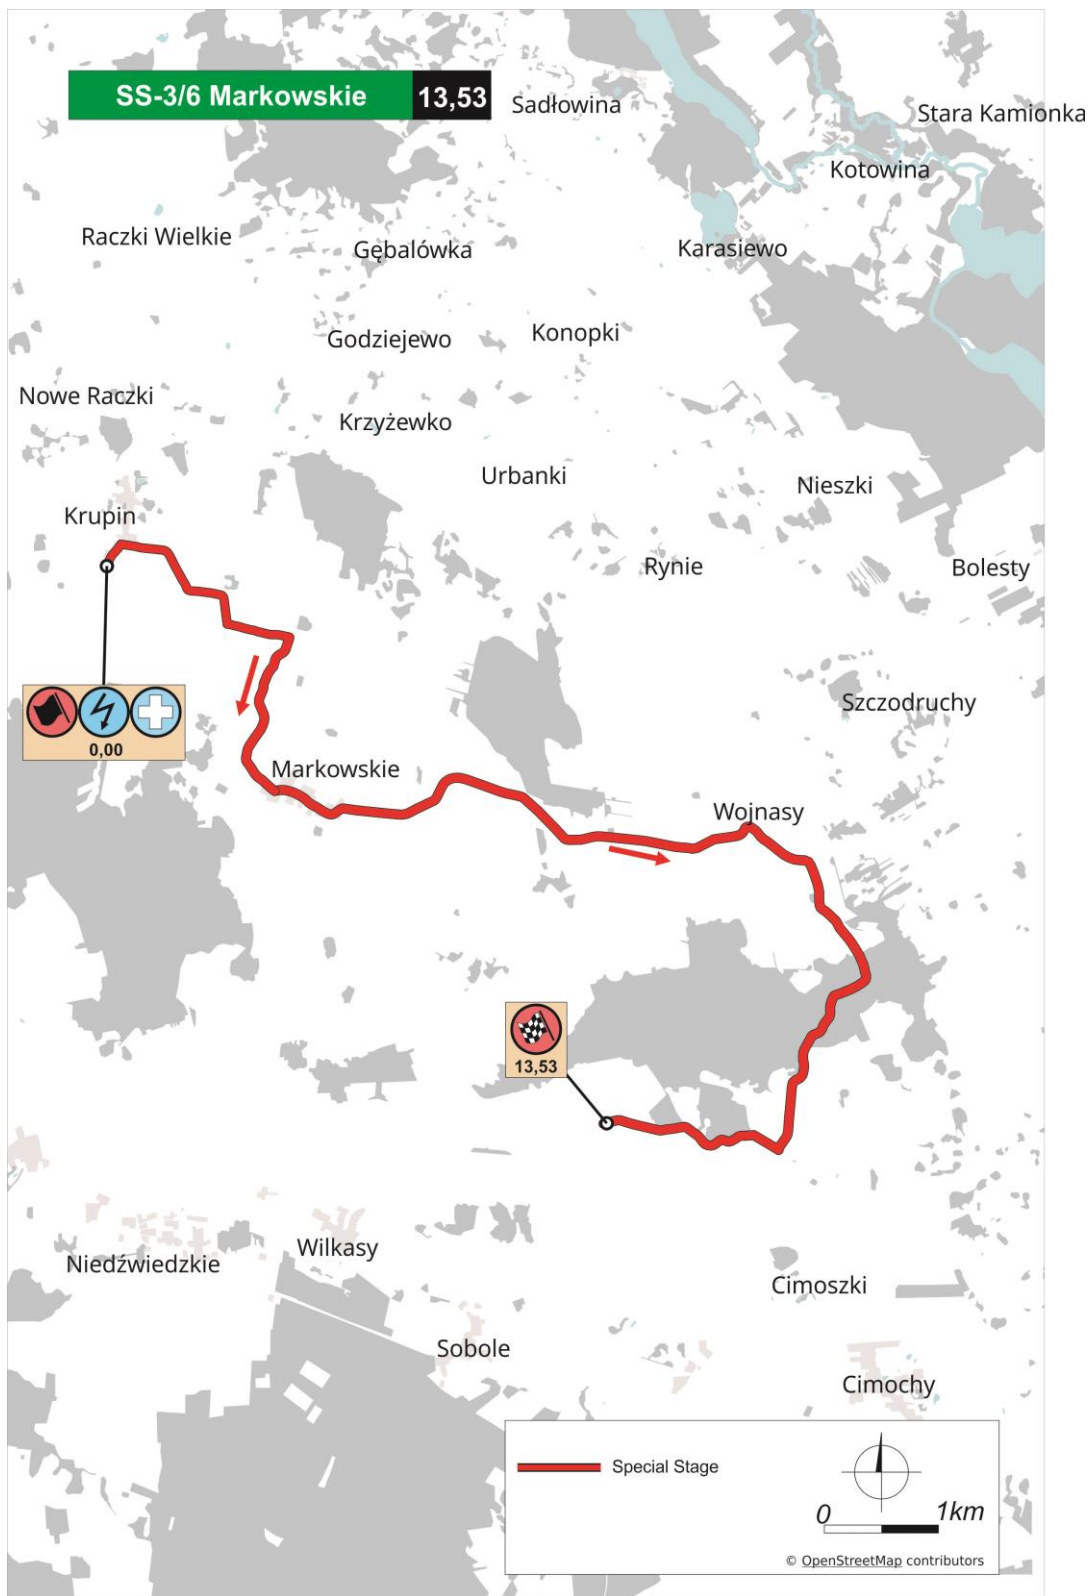 SS-3/6 Markowskie 13,53
Sadłowina
Stara Kamionka
Kotowina
Raczki Wielkie
Gębalówka
Karasiewo
Godziejewo
Konopki
Nowe Raczki
Krzyżewko
Urbanki
Nieszki
Krupin
Rynie
Bolesty
Szczodruchy
0,00
Markowskie
Wojnasy
13,53
Niedźwiedzkie
Wilkasy
Cimoszki
Sobole
Cimochy
Special Stage
0 1km
© OpenStreetMap contributors